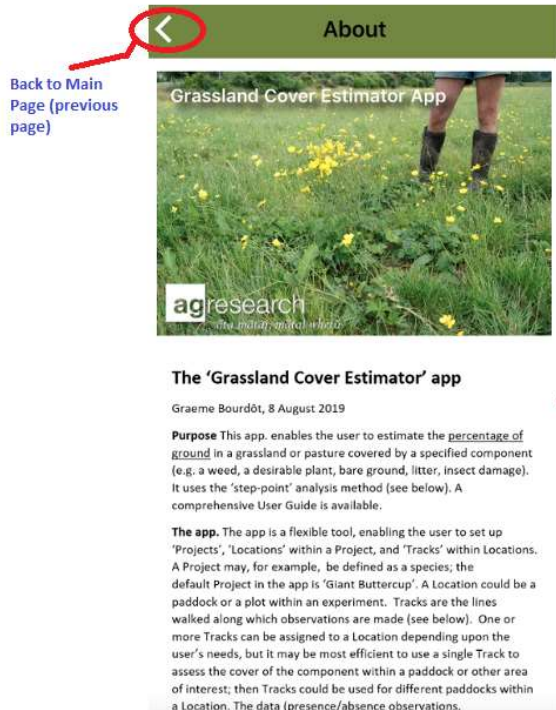 About
Back to Main
Page (previous
page)
Grassland Cover Estimator App
agresearch
āta mātai, mātai whetū
The ‘Grassland Cover Estimator’ app
Graeme Bourdôt, 8 August 2019
Purpose This app. enables the user to estimate the percentage of
ground in a grassland or pasture covered by a specified component
(e.g. a weed, a desirable plant, bare ground, litter, insect damage).
It uses the ‘step-point’ analysis method (see below). A
comprehensive User Guide is available.
The app. The app is a flexible tool, enabling the user to set up
‘Projects’, ‘Locations’ within a Project, and ‘Tracks’ within Locations.
A Project may, for example, be defined as a species; the
default Project in the app is ‘Giant Buttercup’. A Location could be a
paddock or a plot within an experiment. Tracks are the lines
walked along which observations are made (see below). One or
more Tracks can be assigned to a Location depending upon the
user’s needs, but it may be most efficient to use a single Track to
assess the cover of the component within a paddock or other area
of interest; then Tracks could be used for different paddocks within
a Location. The data (presence/absence observations,